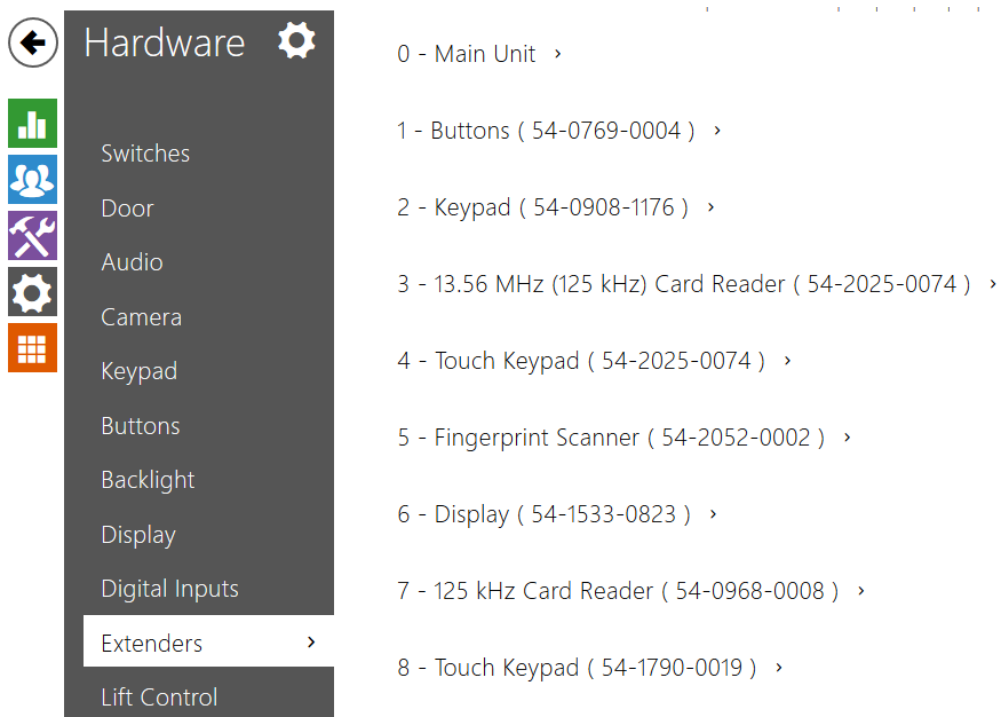 Hardware
Switches
Door
Audio
Camera
Keypad
Buttons
Backlight
Display
Digital Inputs
Extenders
Lift Control
0 - Main Unit
1 - Buttons ( 54-0769-0004 )
2 - Keypad ( 54-0908-1176 )
3 - 13.56 MHz (125 kHz) Card Reader ( 54-2025-0074 )
4 - Touch Keypad ( 54-2025-0074 )
5 - Fingerprint Scanner ( 54-2052-0002 )
6 - Display ( 54-1533-0823 )
7 - 125 kHz Card Reader ( 54-0968-0008 )
8 - Touch Keypad ( 54-1790-0019 )